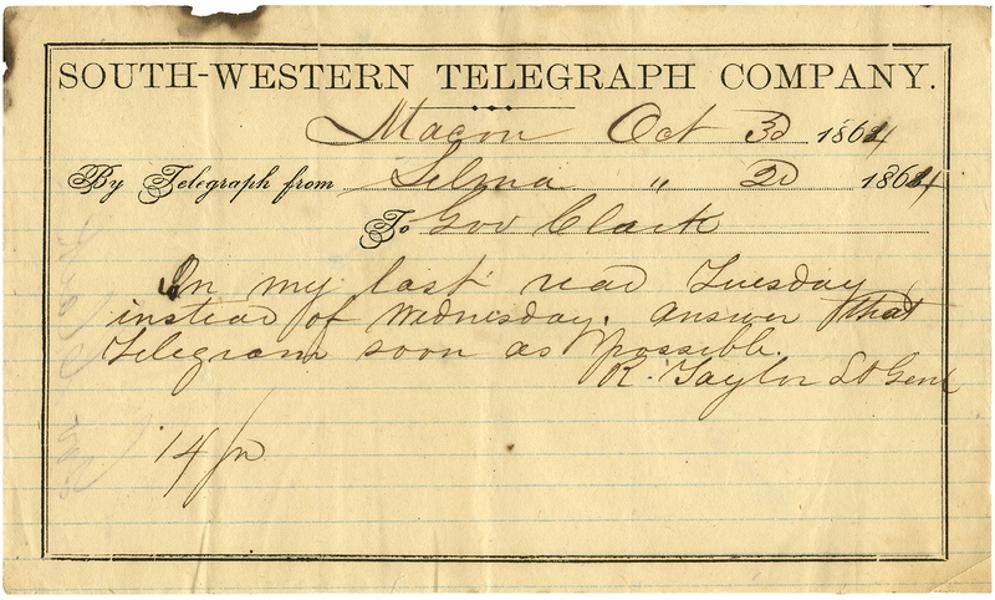 SOUTH-WESTERN TELEGRAPH COMPANY.
Macon Oct 3d 1864
By Telegraph from Selma " 2d 1864
To Gov Clark
In my last read Tuesday
instead of Wednesday. answer that
Telegram soon as possible.
R. Taylor Lt Genl
14